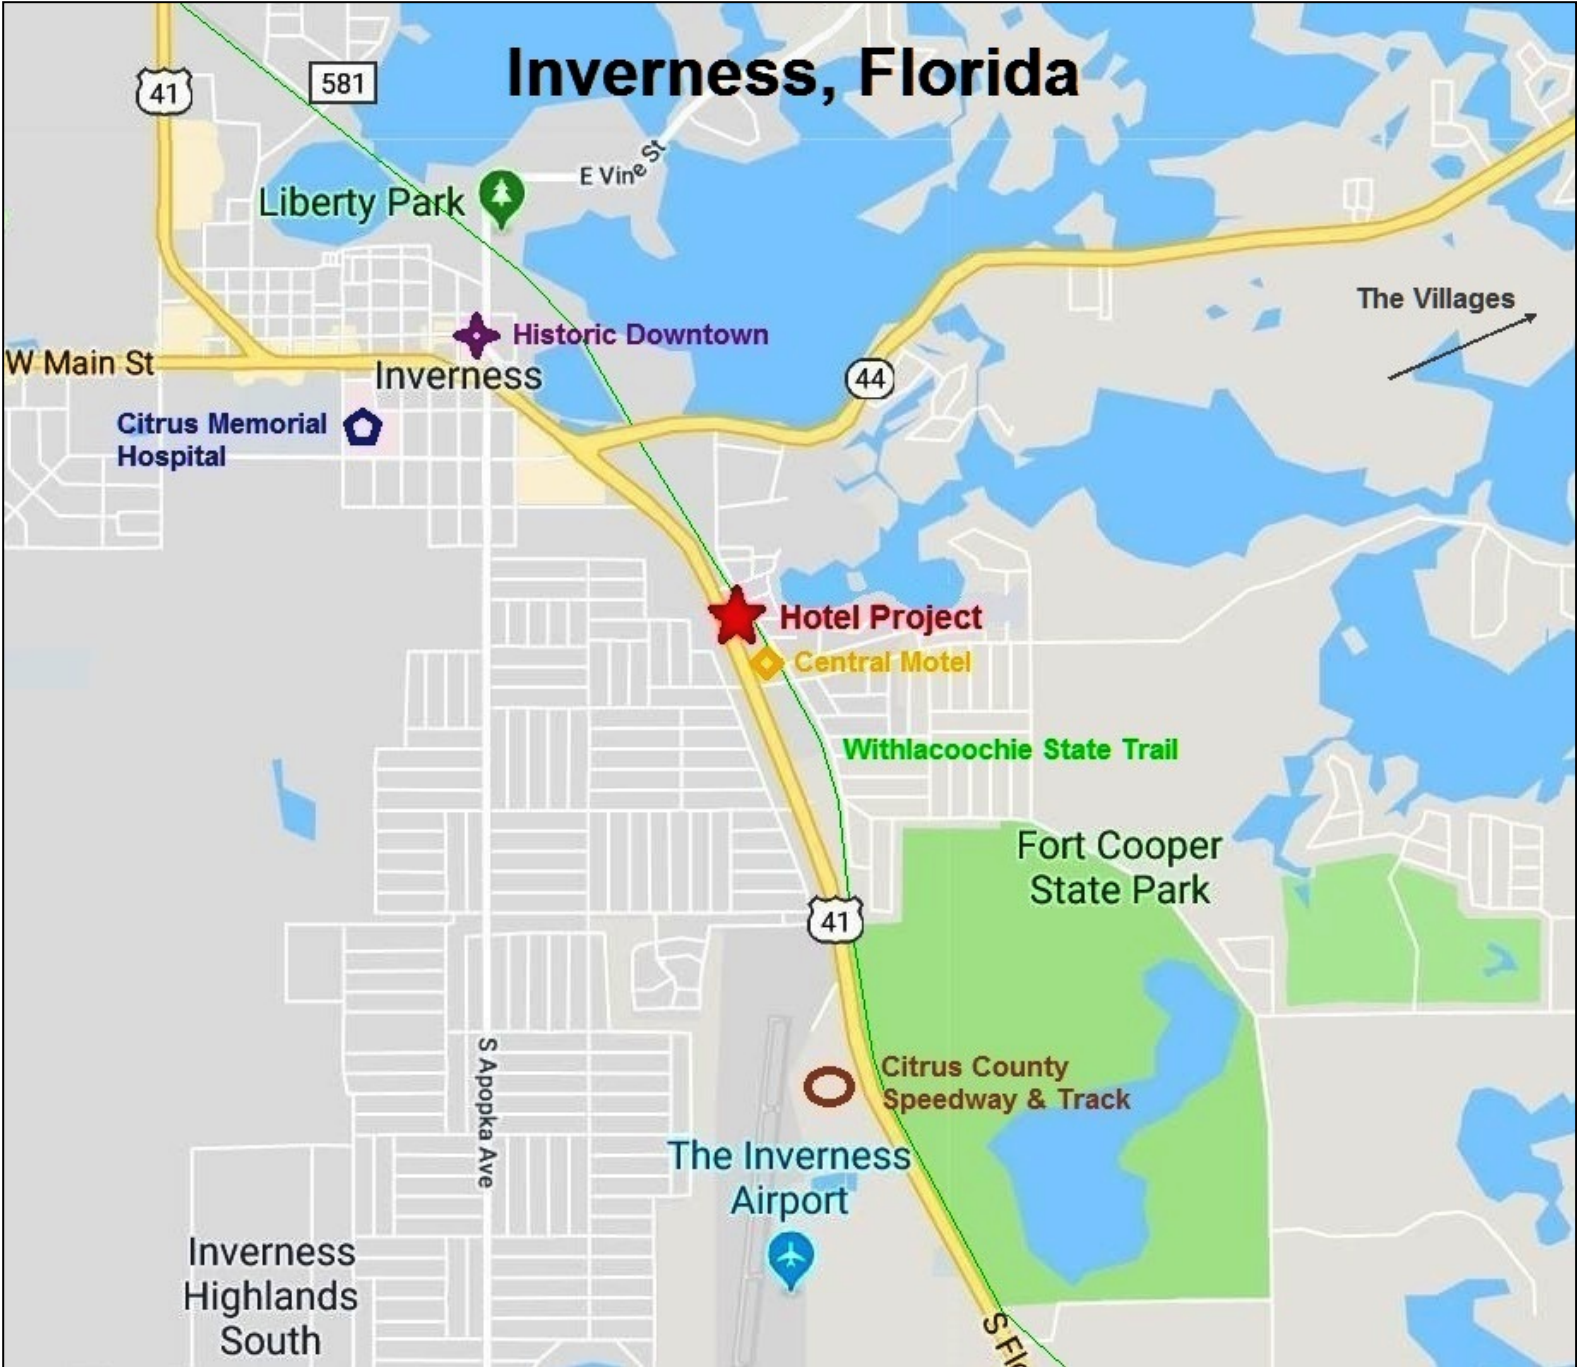 Inverness, Florida
41
581
E Vine St
Liberty Park
The Villages
Historic Downtown
W Main St
Inverness
44
Citrus Memorial
Hospital
Hotel Project
Central Motel
Withlacoochie State Trail
Fort Cooper
State Park
41
S Apopka Ave
Citrus County
Speedway & Track
The Inverness
Airport
Inverness
Highlands
South
S Flo